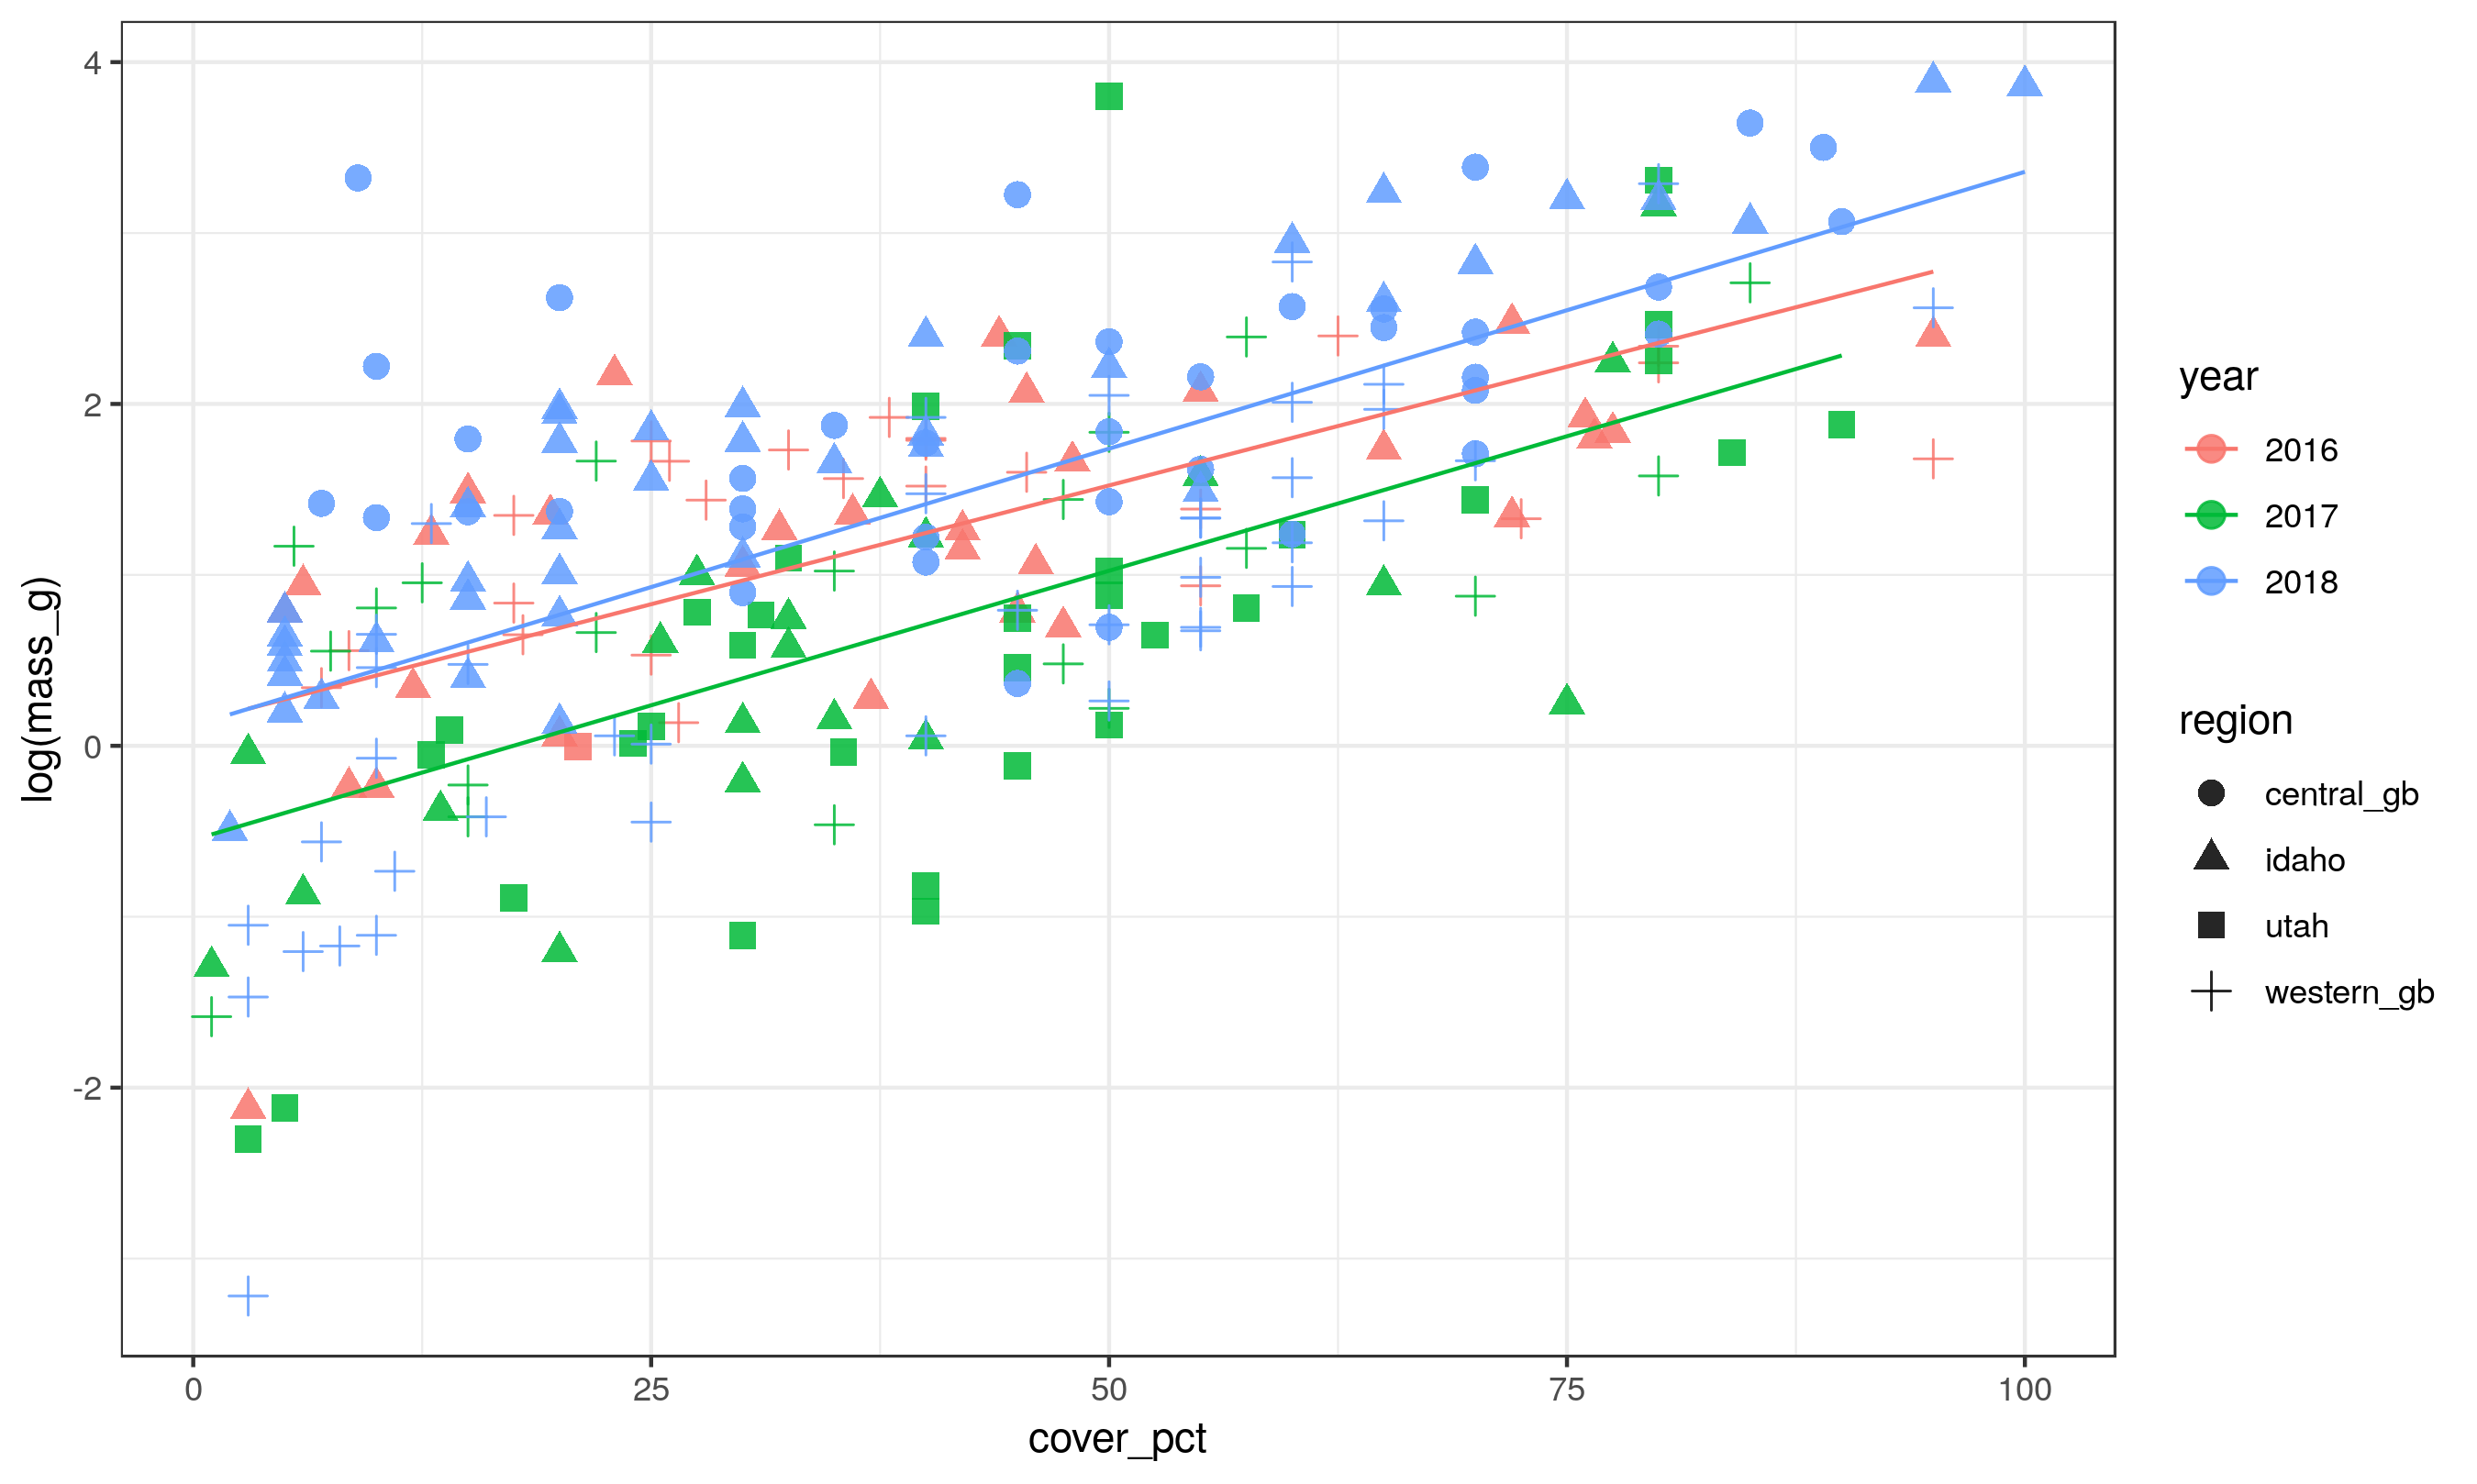 4
2
0
-2
log(mass_g)
0
25
50
75
100
cover_pct
year
2016
2017
2018
region
central_gb
idaho
utah
western_gb